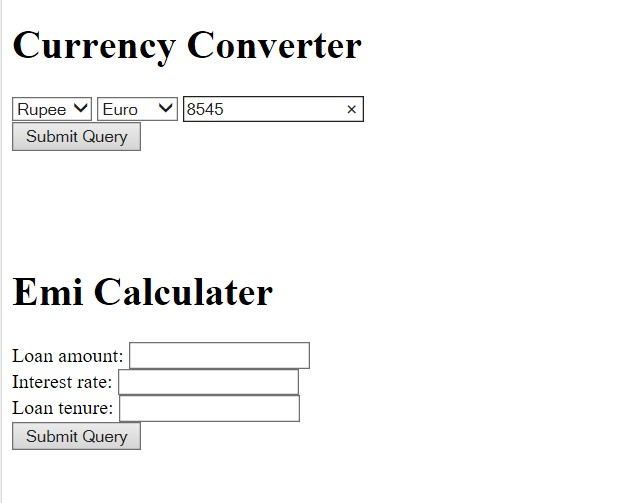 Currency Converter
Rupee Euro 8545 ×
Submit Query
Emi Calculater
Loan amount:
Interest rate:
Loan tenure:
Submit Query